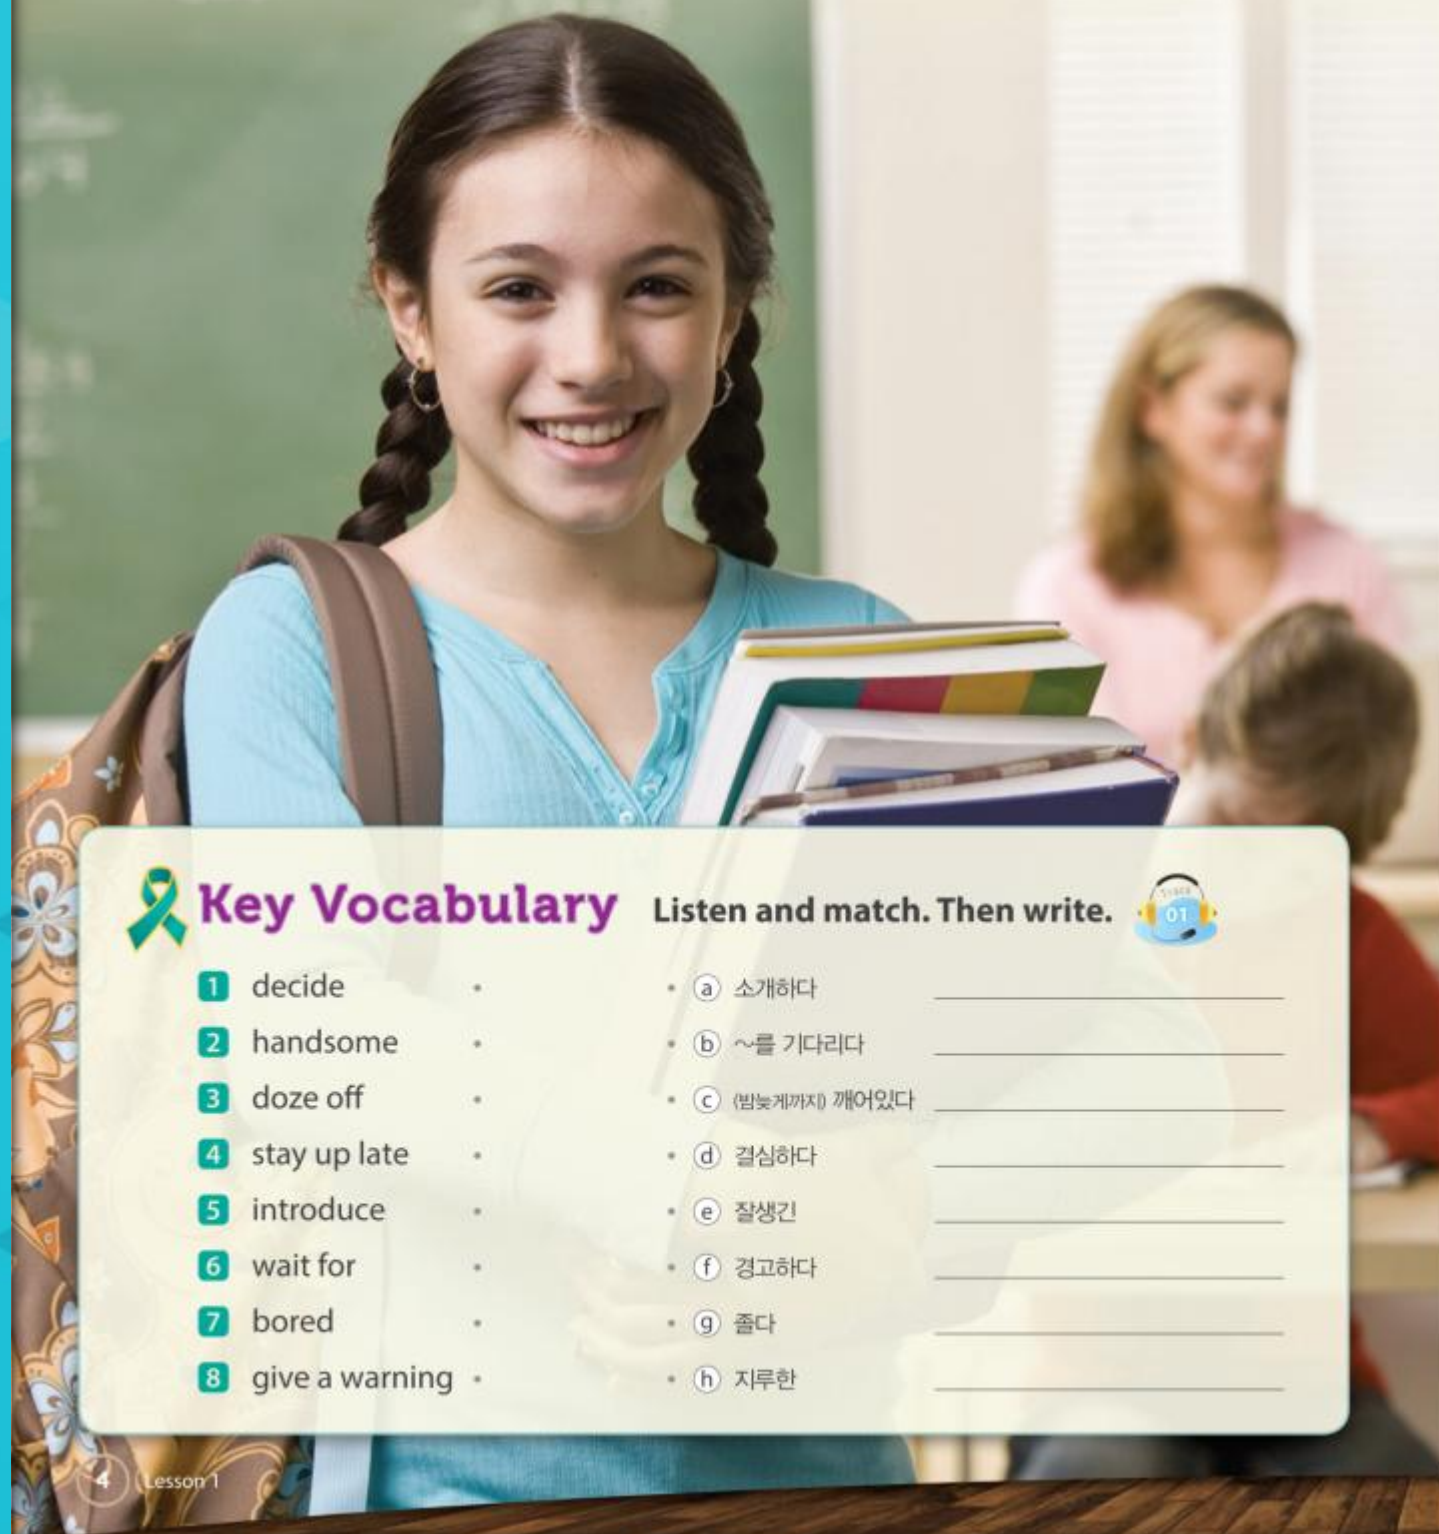 Key Vocabulary Listen and match. Then write. Track 01
1 decide • • ⓐ 소개하다
2 handsome • • ⓑ ~를 기다리다
3 doze off • • ⓒ (밤늦게까지) 깨어있다
4 stay up late • • ⓓ 결심하다
5 introduce • • ⓔ 잘생긴
6 wait for • • ⓕ 경고하다
7 bored • • ⓖ 졸다
8 give a warning • • ⓗ 지루한
4 Lesson 1